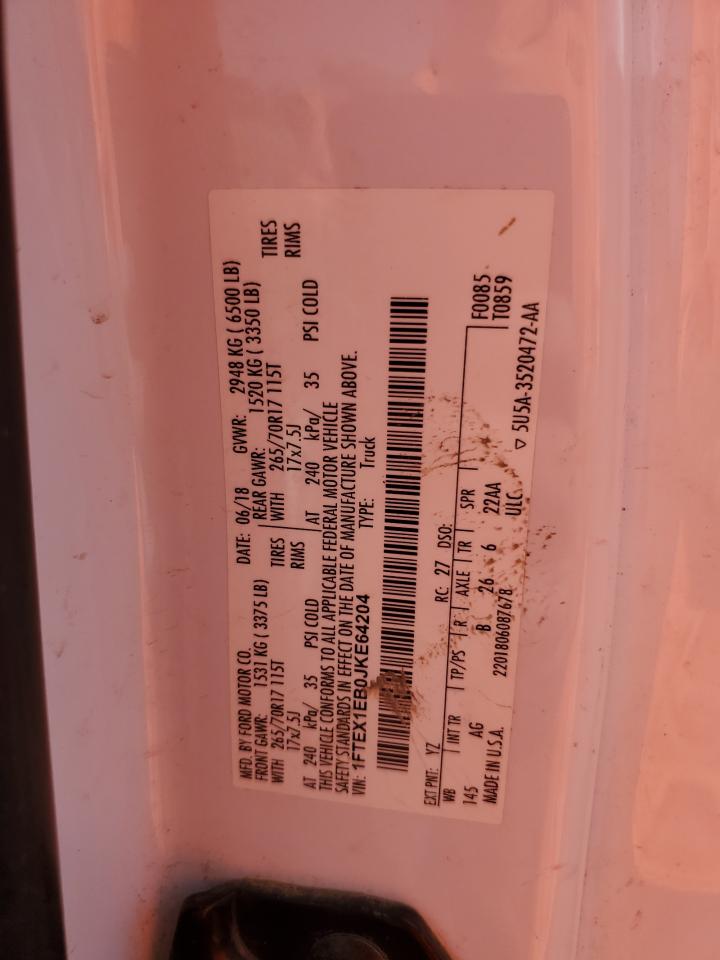 MFD. BY FORD MOTOR CO. DATE: 06/18 GVWR: 2948 KG ( 6500 LB)
FRONT GAWR: 1531 KG ( 3375 LB) REAR GAWR: 1520 KG ( 3350 LB)
WITH 265/70R17 115T TIRES WITH 265/70R17 115T TIRES
17x7.5J RIMS 17x7.5J RIMS
AT 240 kPa/ 35 PSI COLD AT 240 kPa/ 35 PSI COLD
THIS VEHICLE CONFORMS TO ALL APPLICABLE FEDERAL MOTOR VEHICLE
SAFETY STANDARDS IN EFFECT ON THE DATE OF MANUFACTURE SHOWN ABOVE.
VIN: 1FTEX1EB0JKE64204 TYPE: Truck
EXT PNT: YZ RC: 27 DSO:
WB INT TR TP/PS R AXLE TR SPR F0085
145 AG B 26 6 22AA T0859
MADE IN U.S.A. 2201806087678 ULC ▽ 5U5A-3520472-AA